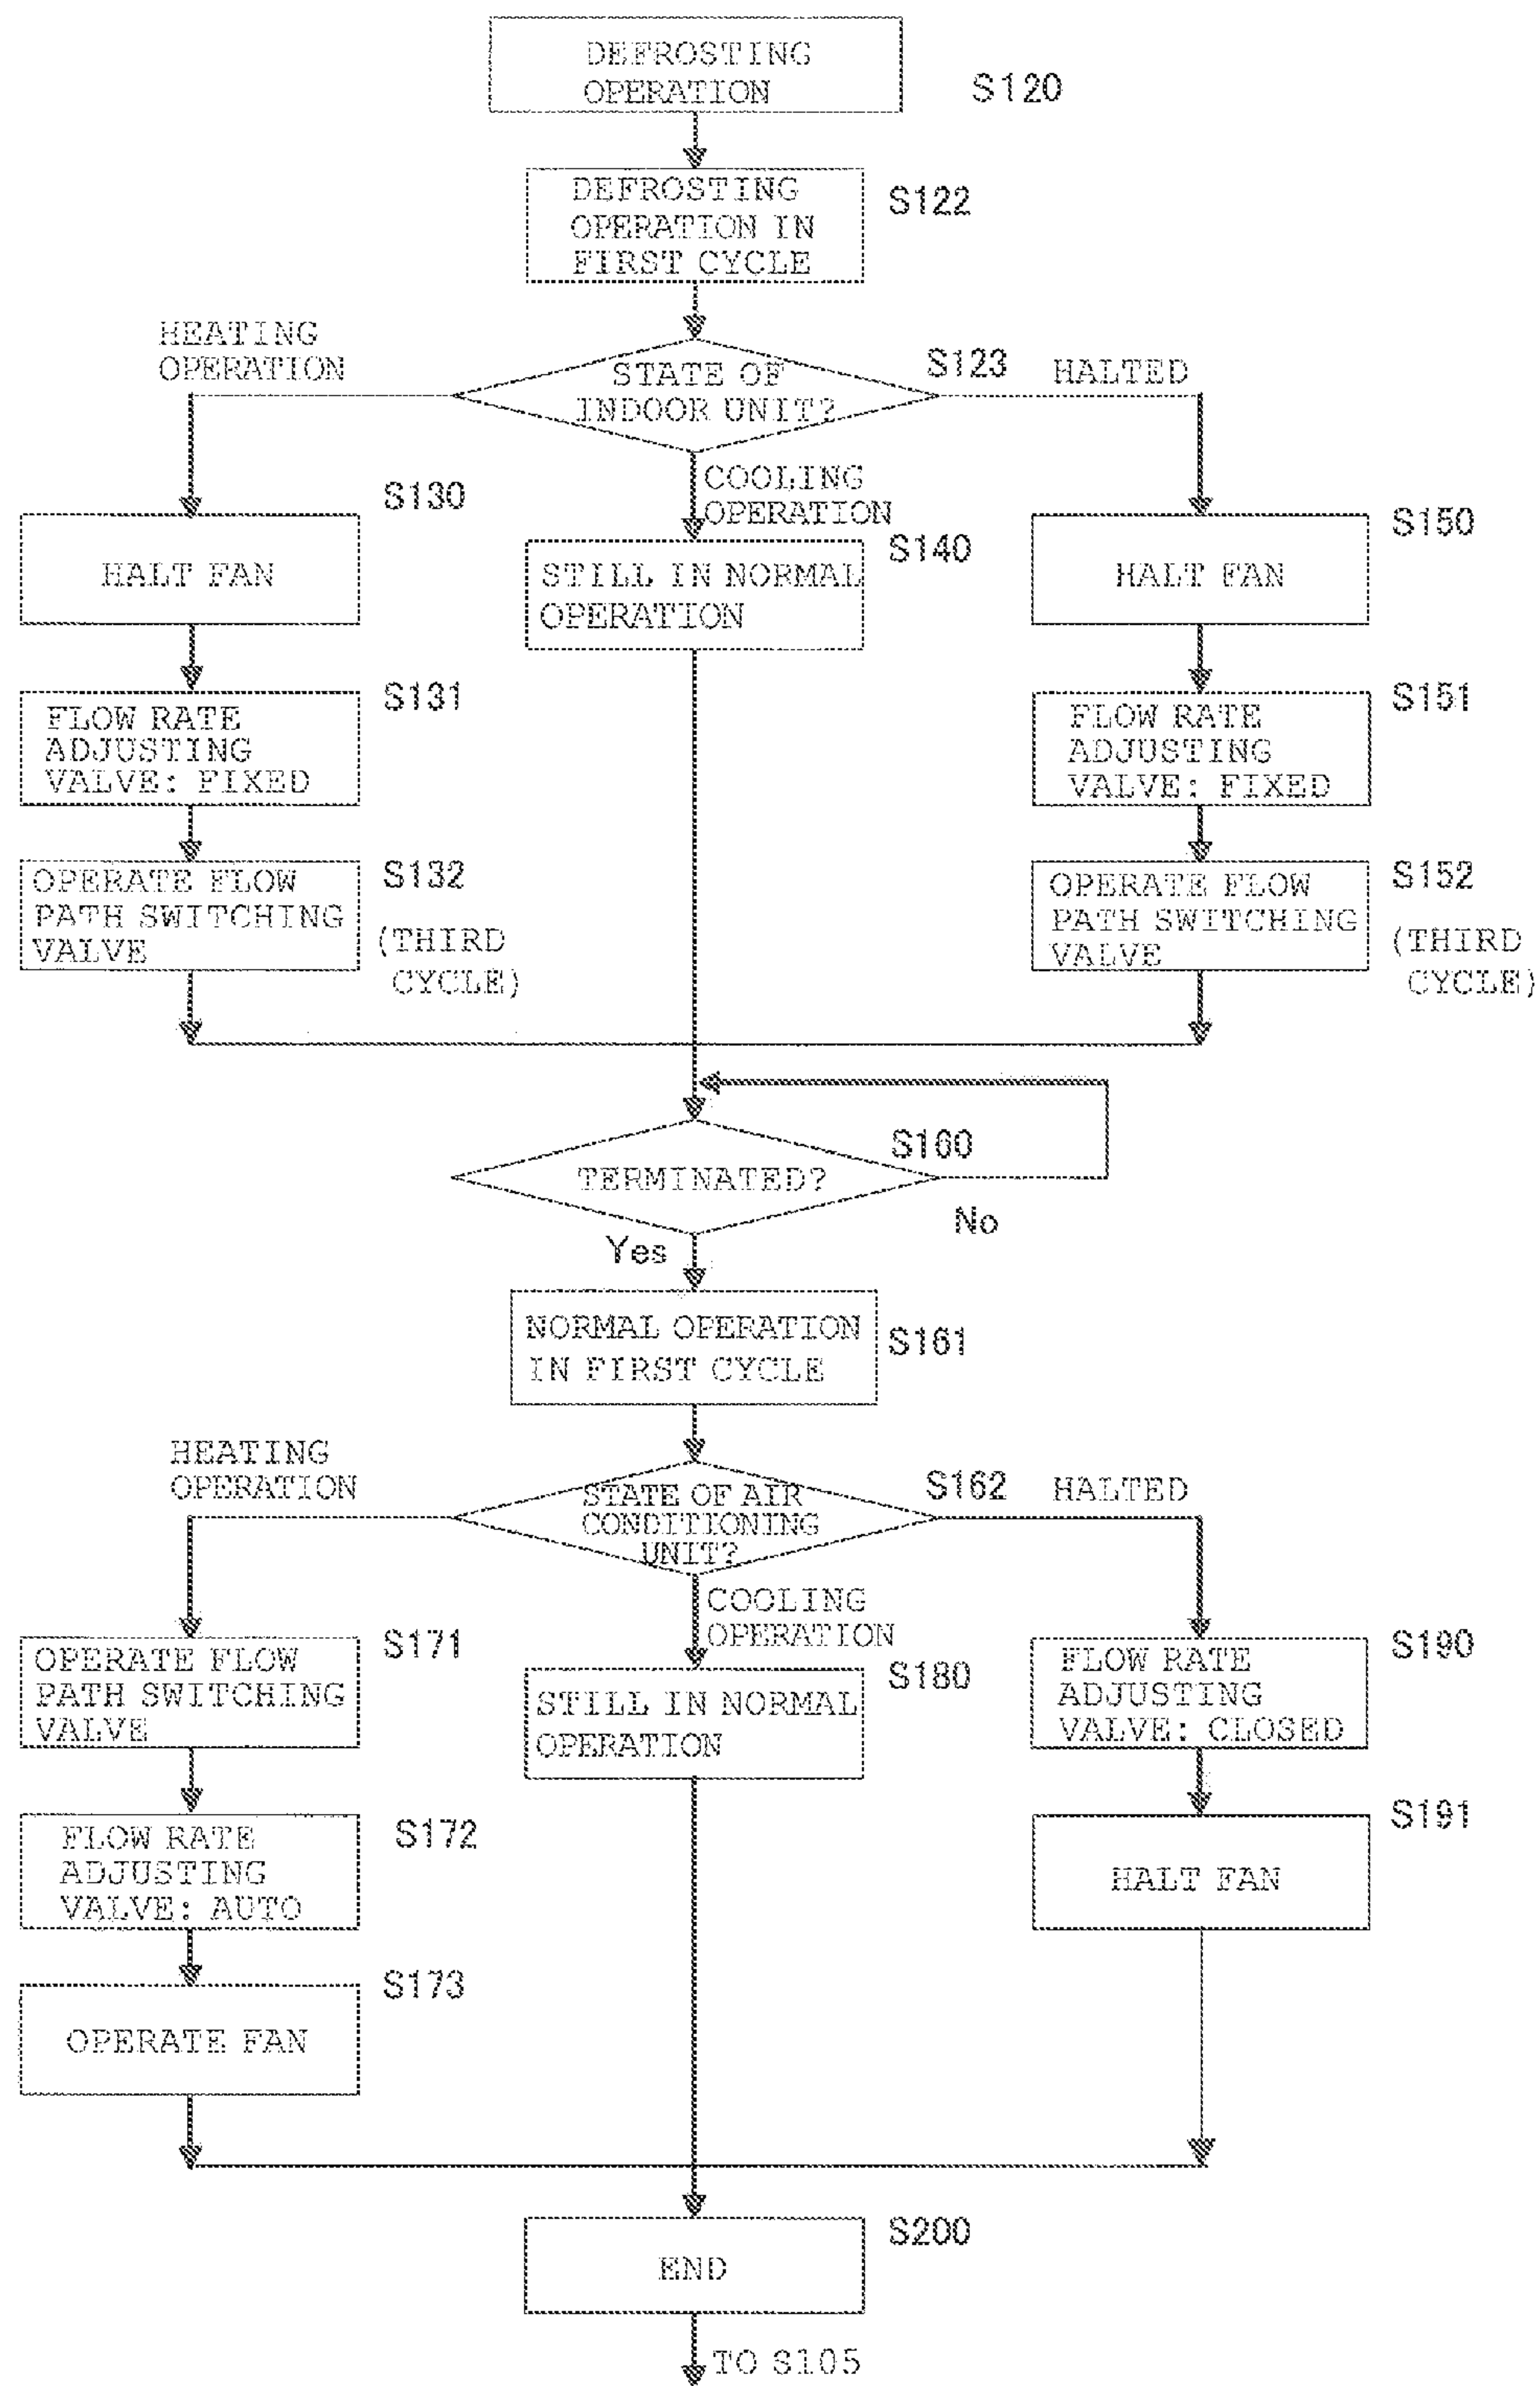 DEFROSTING
OPERATION
S120
DEFROSTING
OPERATION IN
FIRST CYCLE
S122
HEATING
OPERATION
STATE OF
INDOOR UNIT?
S123
HALTED
COOLING
OPERATION
S130
HALT FAN
S140
STILL IN NORMAL
OPERATION
S150
HALT FAN
S131
FLOW RATE
ADJUSTING
VALVE: FIXED
S151
FLOW RATE
ADJUSTING
VALVE: FIXED
S132
OPERATE FLOW
PATH SWITCHING
VALVE
(THIRD
CYCLE)
S152
OPERATE FLOW
PATH SWITCHING
VALVE
(THIRD
CYCLE)
S160
TERMINATED?
No
Yes
NORMAL OPERATION
IN FIRST CYCLE
S161
HEATING
OPERATION
STATE OF AIR
CONDITIONING
UNIT?
S162
HALTED
COOLING
OPERATION
S171
OPERATE FLOW
PATH SWITCHING
VALVE
S180
STILL IN NORMAL
OPERATION
S190
FLOW RATE
ADJUSTING
VALVE: CLOSED
S172
FLOW RATE
ADJUSTING
VALVE: AUTO
S191
HALT FAN
S173
OPERATE FAN
S200
END
TO S105